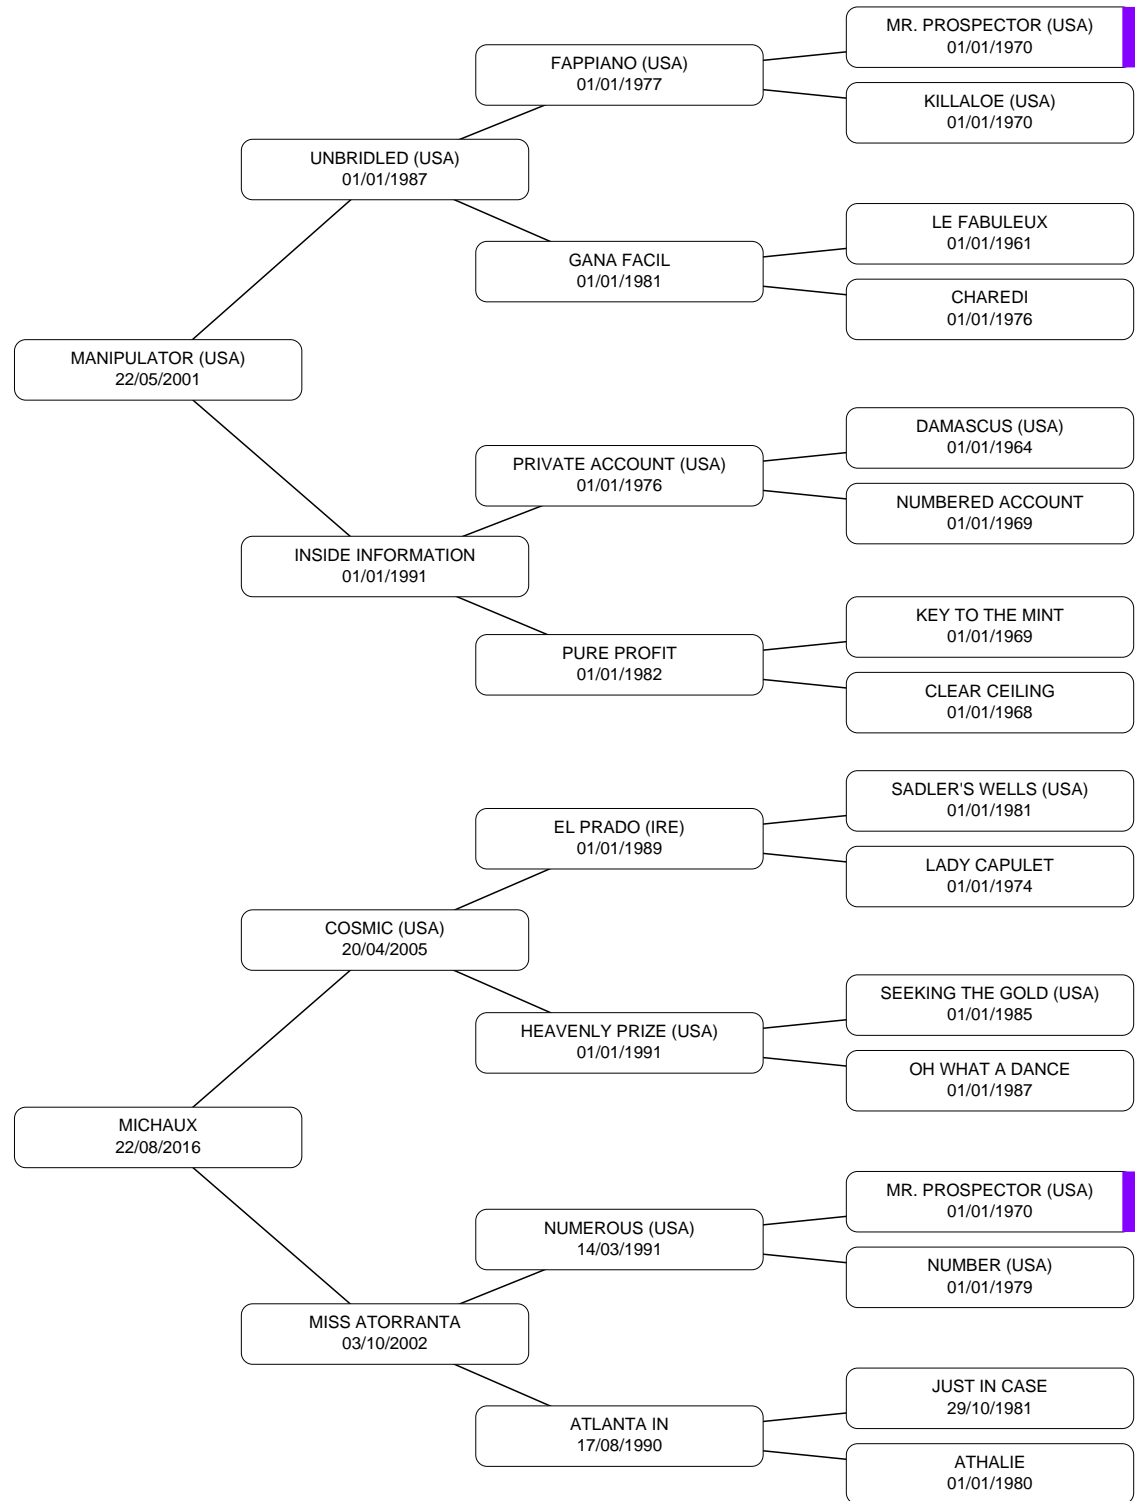 MR. PROSPECTOR (USA)
01/01/1970
FAPPIANO (USA)
01/01/1977
KILLALOE (USA)
01/01/1970
UNBRIDLED (USA)
01/01/1987
LE FABULEUX
01/01/1961
GANA FACIL
01/01/1981
CHAREDI
01/01/1976
MANIPULATOR (USA)
22/05/2001
DAMASCUS (USA)
01/01/1964
PRIVATE ACCOUNT (USA)
01/01/1976
NUMBERED ACCOUNT
01/01/1969
INSIDE INFORMATION
01/01/1991
KEY TO THE MINT
01/01/1969
PURE PROFIT
01/01/1982
CLEAR CEILING
01/01/1968
SADLER'S WELLS (USA)
01/01/1981
EL PRADO (IRE)
01/01/1989
LADY CAPULET
01/01/1974
COSMIC (USA)
20/04/2005
SEEKING THE GOLD (USA)
01/01/1985
HEAVENLY PRIZE (USA)
01/01/1991
OH WHAT A DANCE
01/01/1987
MICHAUX
22/08/2016
MR. PROSPECTOR (USA)
01/01/1970
NUMEROUS (USA)
14/03/1991
NUMBER (USA)
01/01/1979
MISS ATORRANTA
03/10/2002
JUST IN CASE
29/10/1981
ATLANTA IN
17/08/1990
ATHALIE
01/01/1980